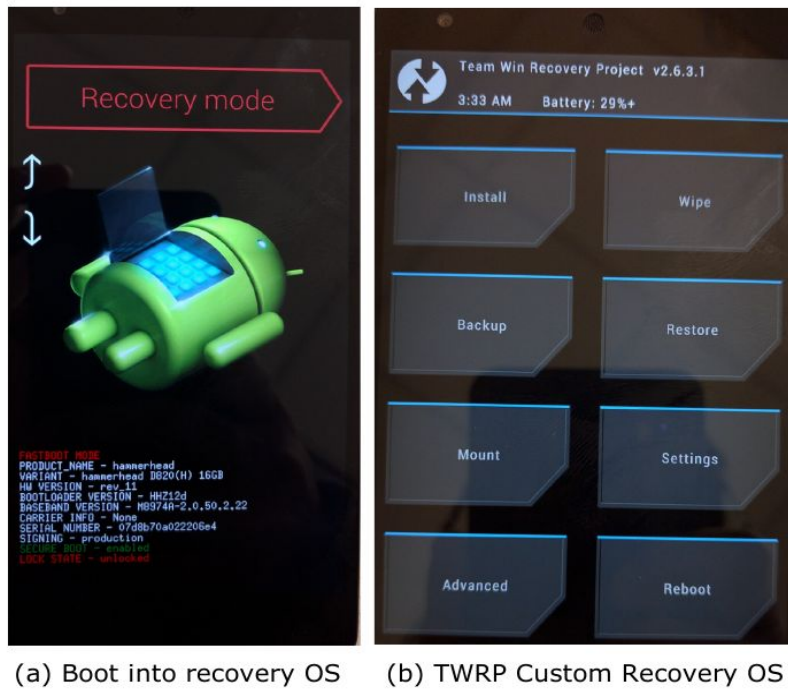 Recovery mode
FASTBOOT MODE
PRODUCT_NAME - hammerhead
VARIANT - hammerhead D820(H) 16GB
HW VERSION - rev_11
BOOTLOADER VERSION - HHZ12d
BASEBAND VERSION - M8974A-2.0.50.2.22
CARRIER INFO - None
SERIAL NUMBER - 07d8b70a022206e4
SIGNING - production
SECURE BOOT - enabled
LOCK STATE - unlocked
(a) Boot into recovery OS
Team Win Recovery Project v2.6.3.1
3:33 AM Battery: 29%+
Install
Wipe
Backup
Restore
Mount
Settings
Advanced
Reboot
(b) TWRP Custom Recovery OS